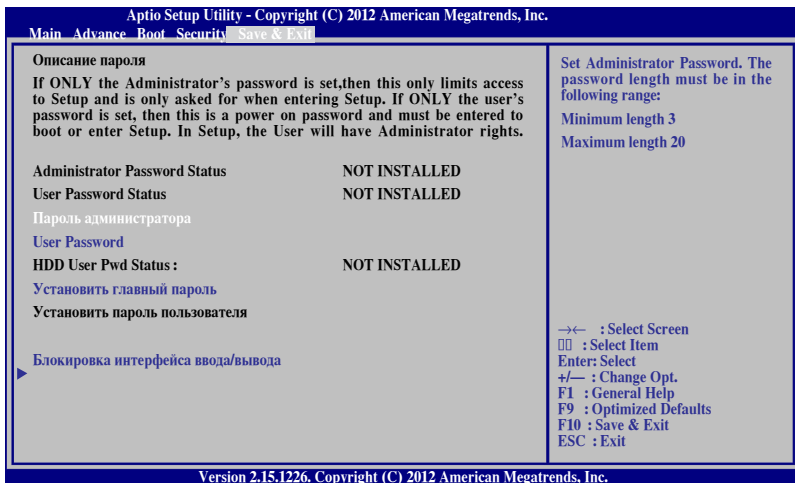 Aptio Setup Utility - Copyright (C) 2012 American Megatrends, Inc.
Main Advance Boot Security Save & Exit
Описание пароля
If ONLY the Administrator’s password is set,then this only limits access
to Setup and is only asked for when entering Setup. If ONLY the user’s
password is set, then this is a power on password and must be entered to
boot or enter Setup. In Setup, the User will have Administrator rights.
Administrator Password Status NOT INSTALLED
User Password Status NOT INSTALLED
Пароль администратора
User Password
HDD User Pwd Status : NOT INSTALLED
Установить главный пароль
Установить пароль пользователя
Блокировка интерфейса ввода/вывода
Set Administrator Password. The
password length must be in the
following range:
Minimum length 3
Maximum length 20
→← : Select Screen
▯▯ : Select Item
Enter: Select
+/— : Change Opt.
F1 : General Help
F9 : Optimized Defaults
F10 : Save & Exit
ESC : Exit
Version 2.15.1226. Copyright (C) 2012 American Megatrends, Inc.